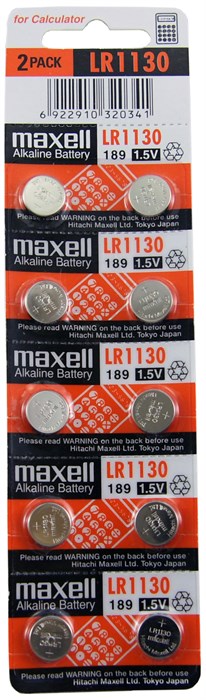 for Calculator
2 PACK LR1130
6 922910 320341
maxell LR1130
Alkaline Battery 189 1.5V
Please read WARNING on the back before use
Hitachi Maxell Ltd. Tokyo Japan
maxell LR1130
Alkaline Battery 189 1.5V
Please read WARNING on the back before use
Hitachi Maxell Ltd. Tokyo Japan
maxell LR1130
Alkaline Battery 189 1.5V
Please read WARNING on the back before use
Hitachi Maxell Ltd. Tokyo Japan
maxell LR1130
Alkaline Battery 189 1.5V
Please read WARNING on the back before use
Hitachi Maxell Ltd. Tokyo Japan
maxell LR1130
Alkaline Battery 189 1.5V
LR1130
Please read WARNING on the back before use
Hitachi Maxell Ltd. Tokyo Japan